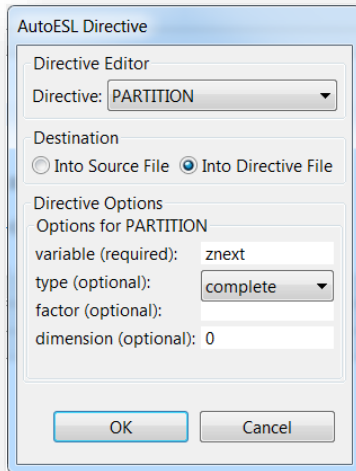 AutoESL Directive
Directive Editor
Directive: PARTITION
Destination
Into Source File Into Directive File
Directive Options
Options for PARTITION
variable (required): znext
type (optional): complete
factor (optional):
dimension (optional): 0
OK Cancel